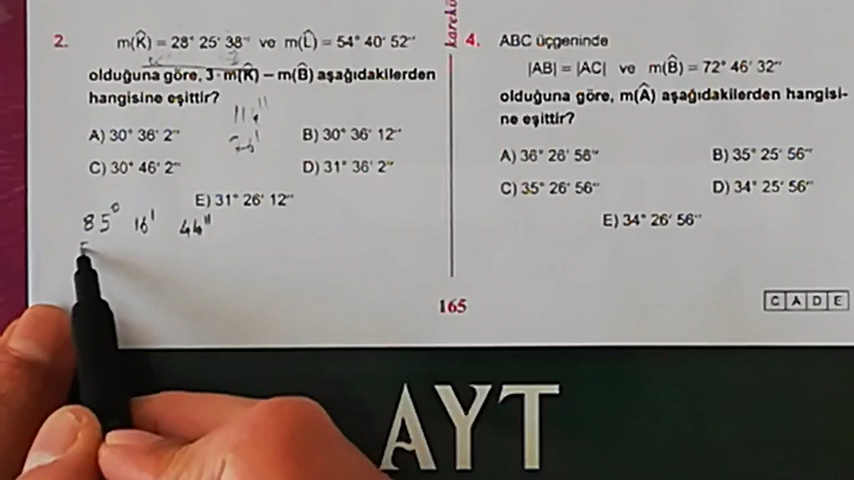 2. m(K̂) = 28° 25' 38'' ve m(L̂) = 54° 40' 52''
olduğuna göre, 3 · m(K̂) − m(B̂) aşağıdakilerden
hangisine eşittir?
A) 30° 36' 2''
B) 30° 36' 12''
C) 30° 46' 2''
D) 31° 36' 2''
E) 31° 26' 12''
85° 16' 44''
karekö
4. ABC üçgeninde
|AB| = |AC| ve m(B̂) = 72° 46' 32''
olduğuna göre, m(Â) aşağıdakilerden hangisi-
ne eşittir?
A) 36° 26' 56''
B) 35° 25' 56''
C) 35° 26' 56''
D) 34° 25' 56''
E) 34° 26' 56''
165
C A D E
AYT